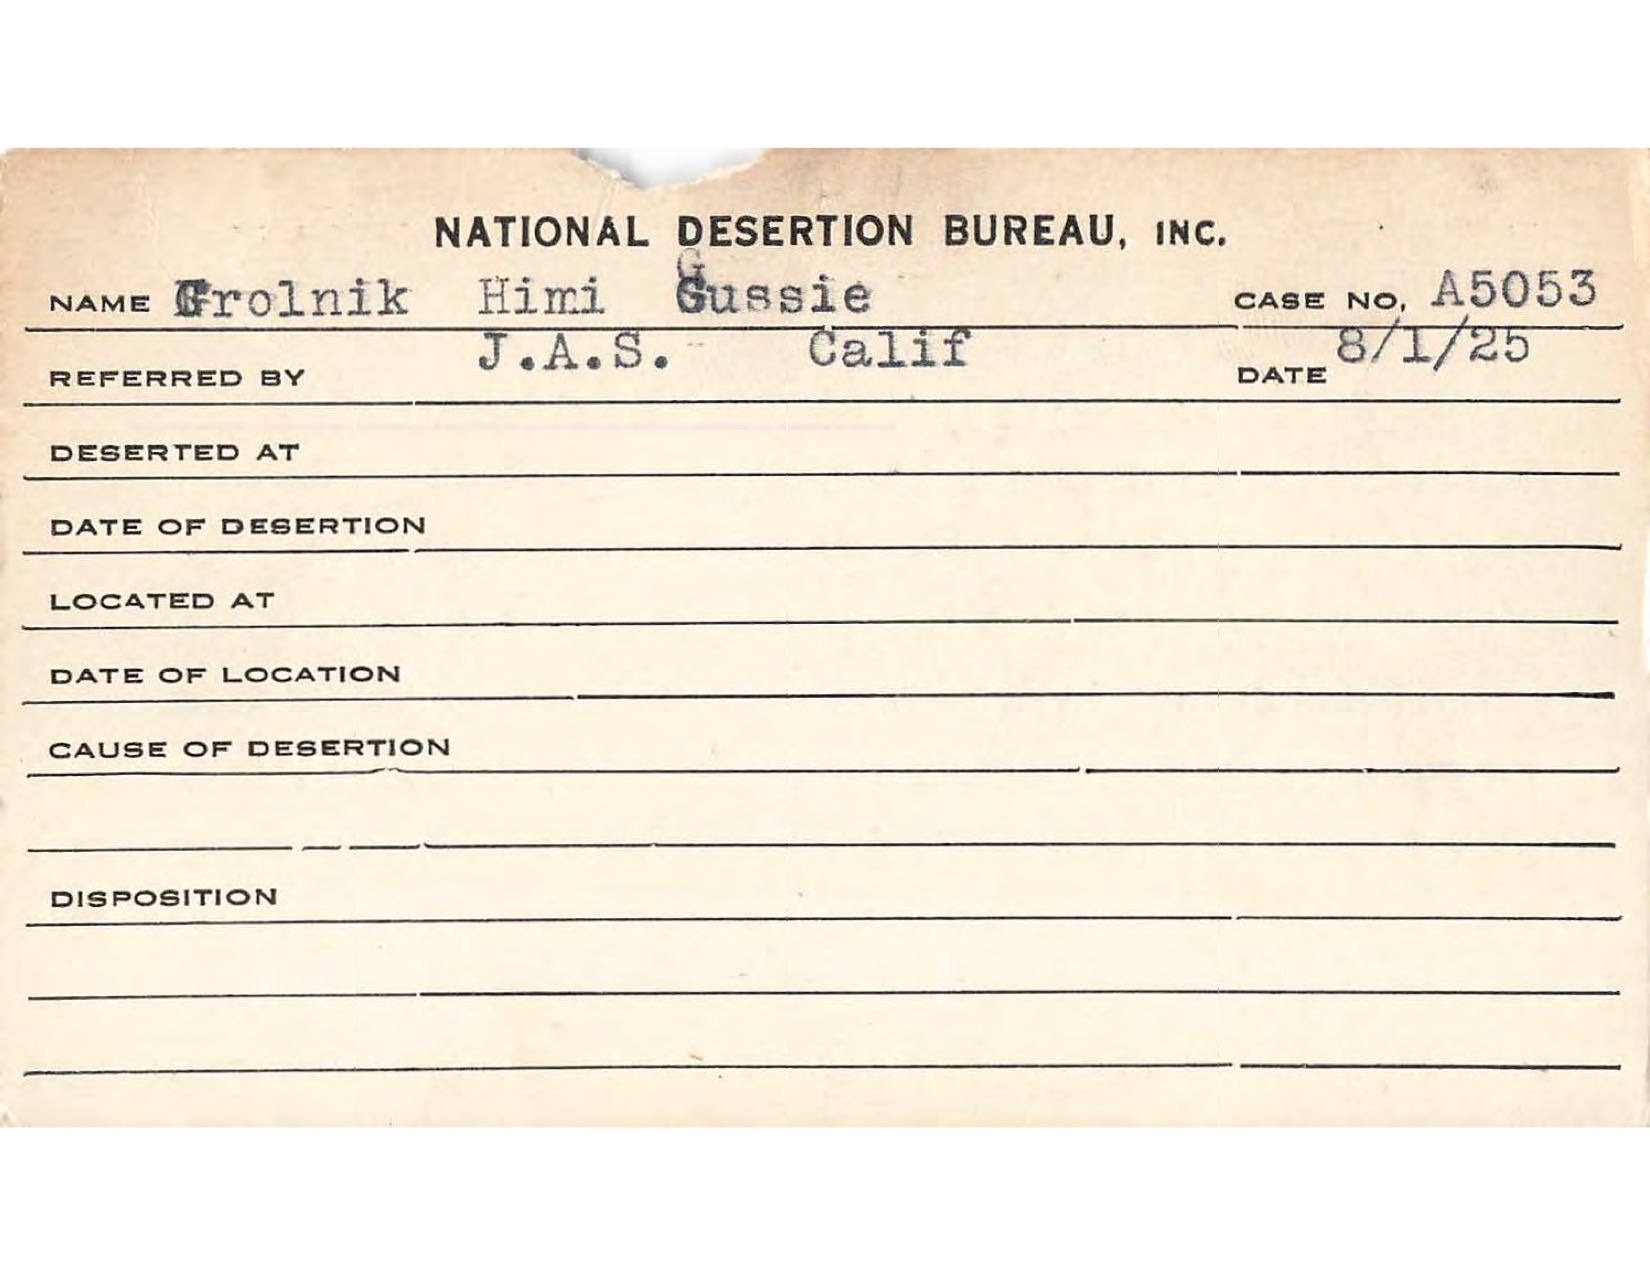 NATIONAL DESERTION BUREAU, INC.
NAME Grolnik Himi Gussie CASE NO. A5053
REFERRED BY J.A.S. Calif DATE 8/1/25
DESERTED AT
DATE OF DESERTION
LOCATED AT
DATE OF LOCATION
CAUSE OF DESERTION
DISPOSITION